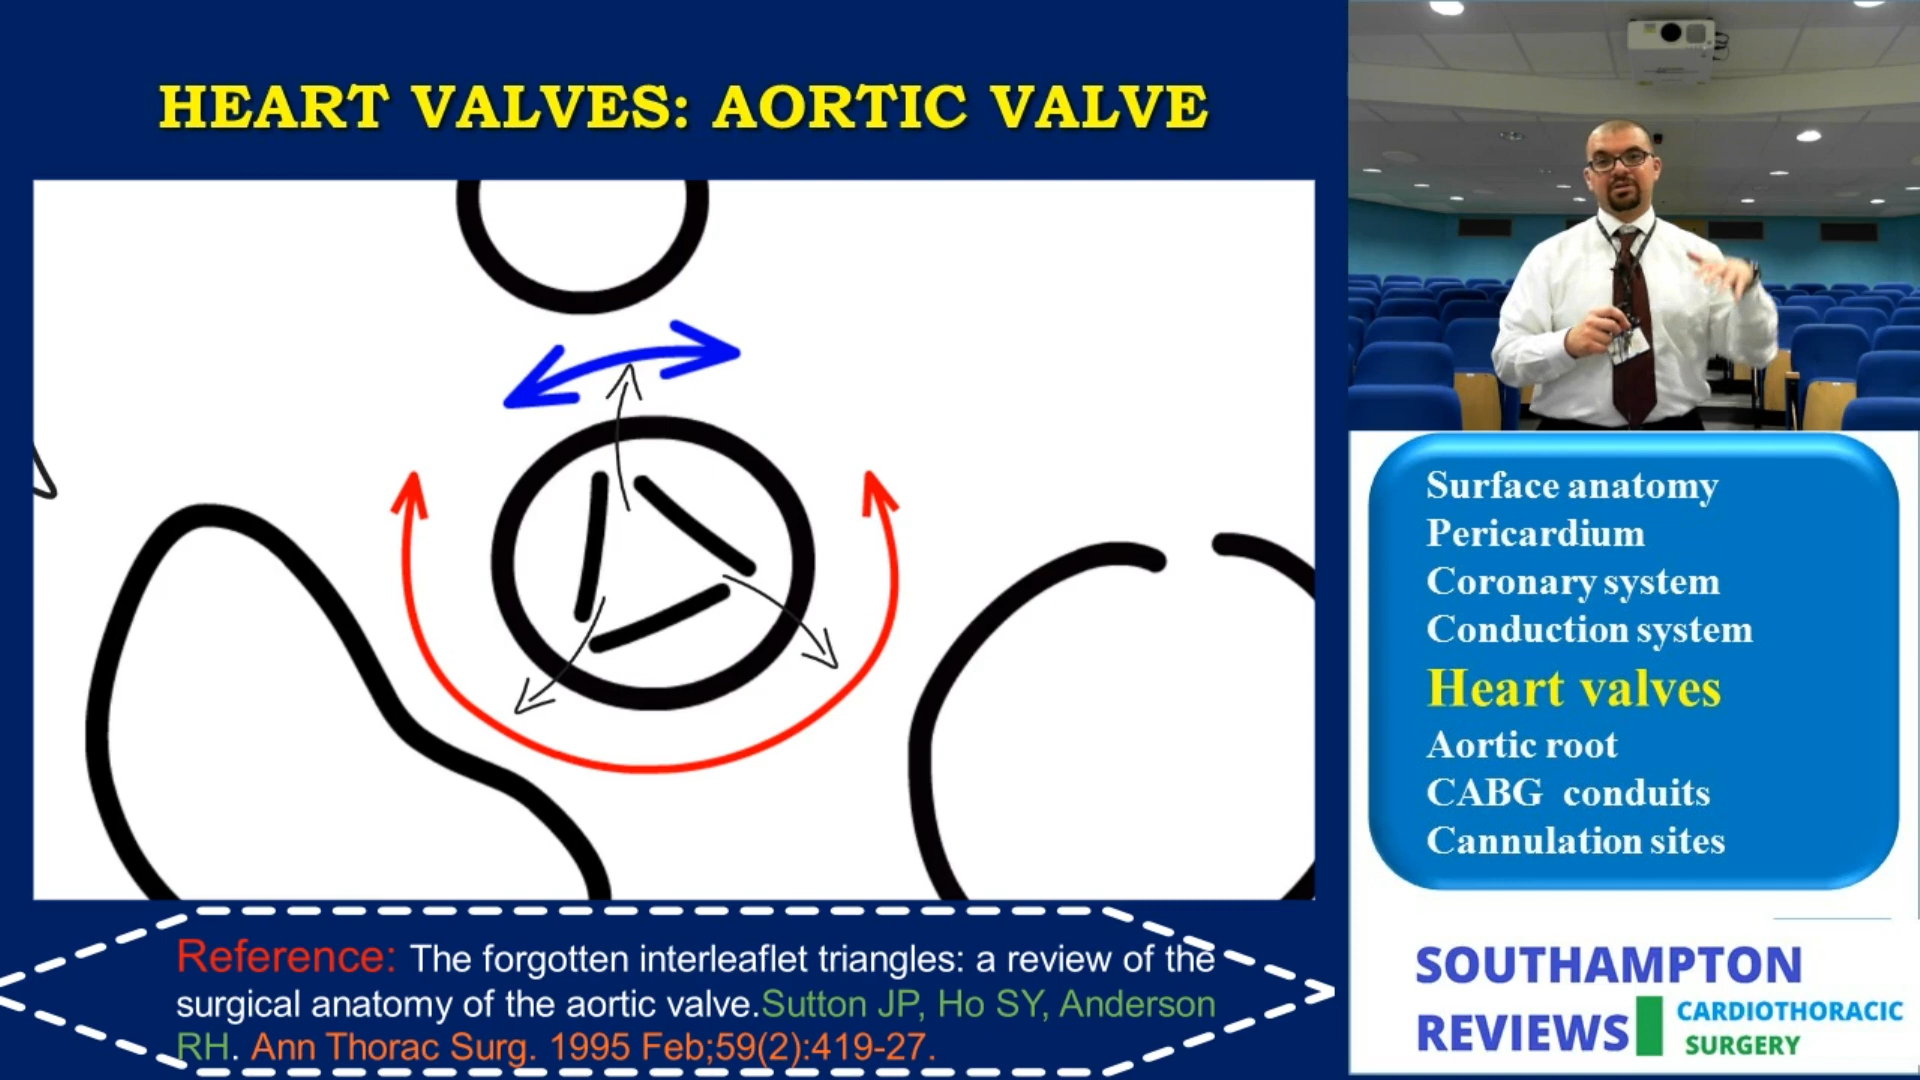 HEART VALVES: AORTIC VALVE
Surface anatomy
Pericardium
Coronary system
Conduction system
Heart valves
Aortic root
CABG conduits
Cannulation sites
Reference: The forgotten interleaflet triangles: a review of the
surgical anatomy of the aortic valve.Sutton JP, Ho SY, Anderson
RH. Ann Thorac Surg. 1995 Feb;59(2):419-27.
SOUTHAMPTON
REVIEWS CARDIOTHORACIC
SURGERY